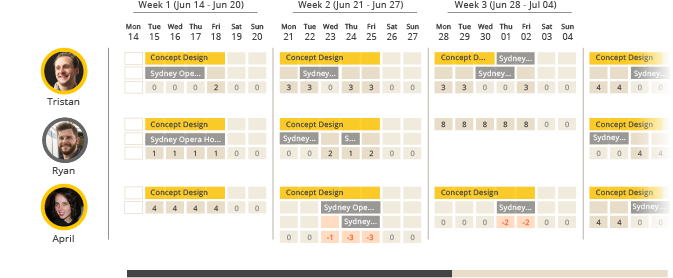 Week 1 (Jun 14 - Jun 20) Week 2 (Jun 21 - Jun 27) Week 3 (Jun 28 - Jul 04)
Mon Tue Wed Thu Fri Sat Sun Mon Tue Wed Thu Fri Sat Sun Mon Tue Wed Thu Fri Sat Sun
14 15 16 17 18 19 20 21 22 23 24 25 26 27 28 29 30 01 02 03 04
Concept Design Concept Design Concept D... Sydney... Concept Design
Sydney Ope... Sydney... Sydney... Sydney...
0 0 0 2 0 0 3 3 3 3 3 0 0 3 3 0 0 3 0 0 4 4 0 0
Tristan
Concept Design Concept Design 8 8 8 8 8 0 0 Concept Design
Sydney Opera Ho... Sydney... S... Sydney...
1 1 1 1 0 0 0 0 2 1 2 0 0 0 0 4 4
Ryan
Concept Design Concept Design Concept Design Concept Design
4 4 4 4 0 0 Sydney Ope... Sydney... Sydney...
Sydney... 0 0 0 -2 -2 0 0 4 4 0 0
April
0 0 -1 -3 -3 0 0